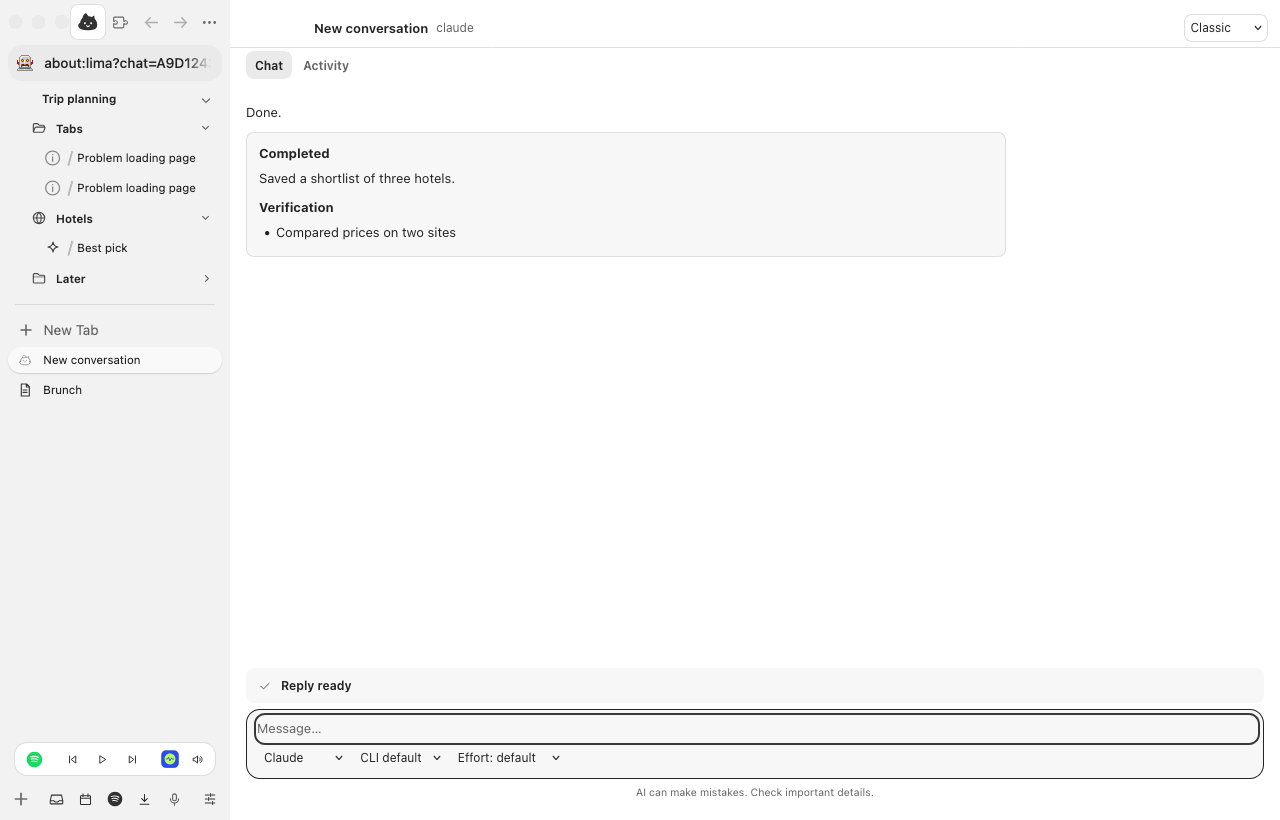 about:lima?chat=A9D124
Trip planning
Tabs
/ Problem loading page
/ Problem loading page
Hotels
/ Best pick
Later
New Tab
New conversation
Brunch
New conversation claude
Classic
Chat Activity
Done.
Completed
Saved a shortlist of three hotels.
Verification
• Compared prices on two sites
Reply ready
Message…
Claude CLI default Effort: default
AI can make mistakes. Check important details.